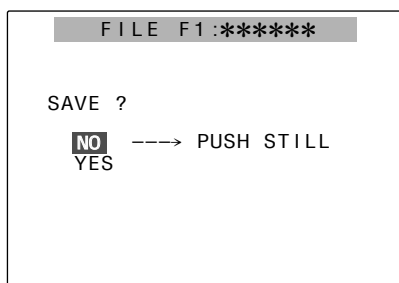 FILE F1:******
SAVE ?
NO ---→ PUSH STILL
YES